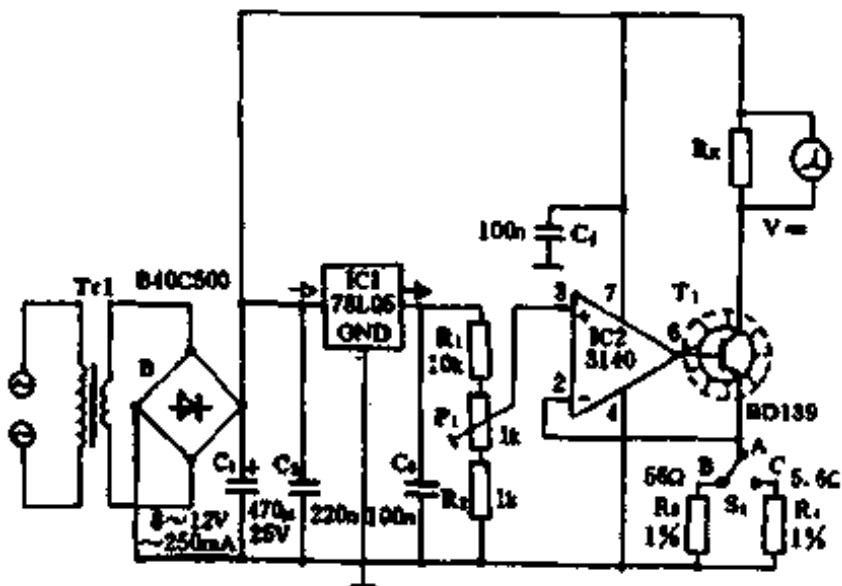 Tr1
B40C500
B
8～12V
～250mA
C₁ +
470μ
25V
C₂
220n
IC1
78L05
GND
C₃
100n
R₁
10k
P₁
1k
R₂
1k
100n
C₄
3
+
2
-
7
IC2
3140
4
6
T₁
BD139
Rx
A
B
C
S₁
56Ω
R₃
1%
5.6Ω
R₄
1%